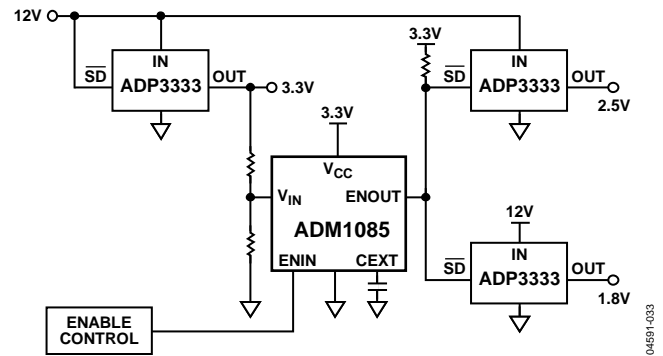 12V
3.3V
IN
SD
ADP3333
OUT
3.3V
IN
SD
ADP3333
OUT
2.5V
3.3V
VCC
VIN
ENOUT
ADM1085
ENIN
CEXT
12V
IN
SD
ADP3333
OUT
1.8V
ENABLE
CONTROL
04591-033